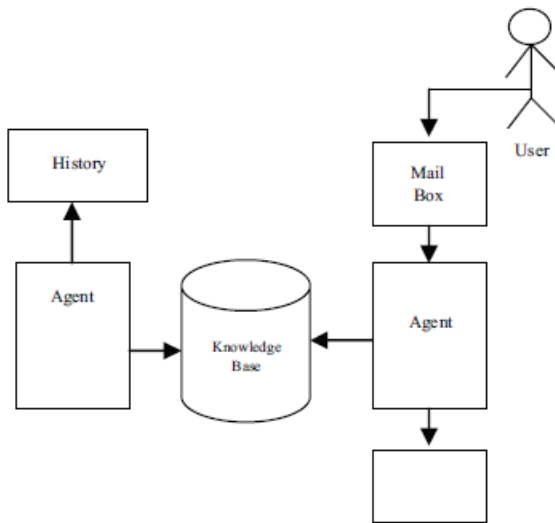 User
History
Mail
Box
Agent
Agent
Knowledge
Base